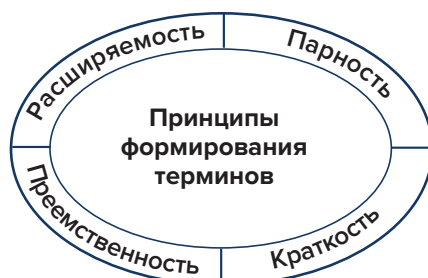 Расширяемость
Парность
Принципы
формирования
терминов
Преемственность
Краткость